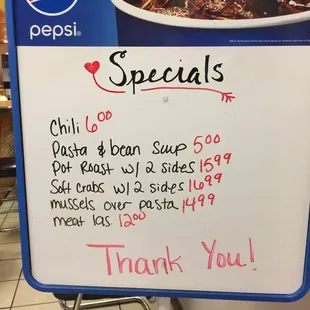 pepsi
Specials
Chili 6.00
Pasta & bean soup 5.00
Pot Roast w/ 2 sides 15.99
Soft crabs w/ 2 sides 16.99
mussels over pasta 14.99
meat las. 12.00
Thank You!